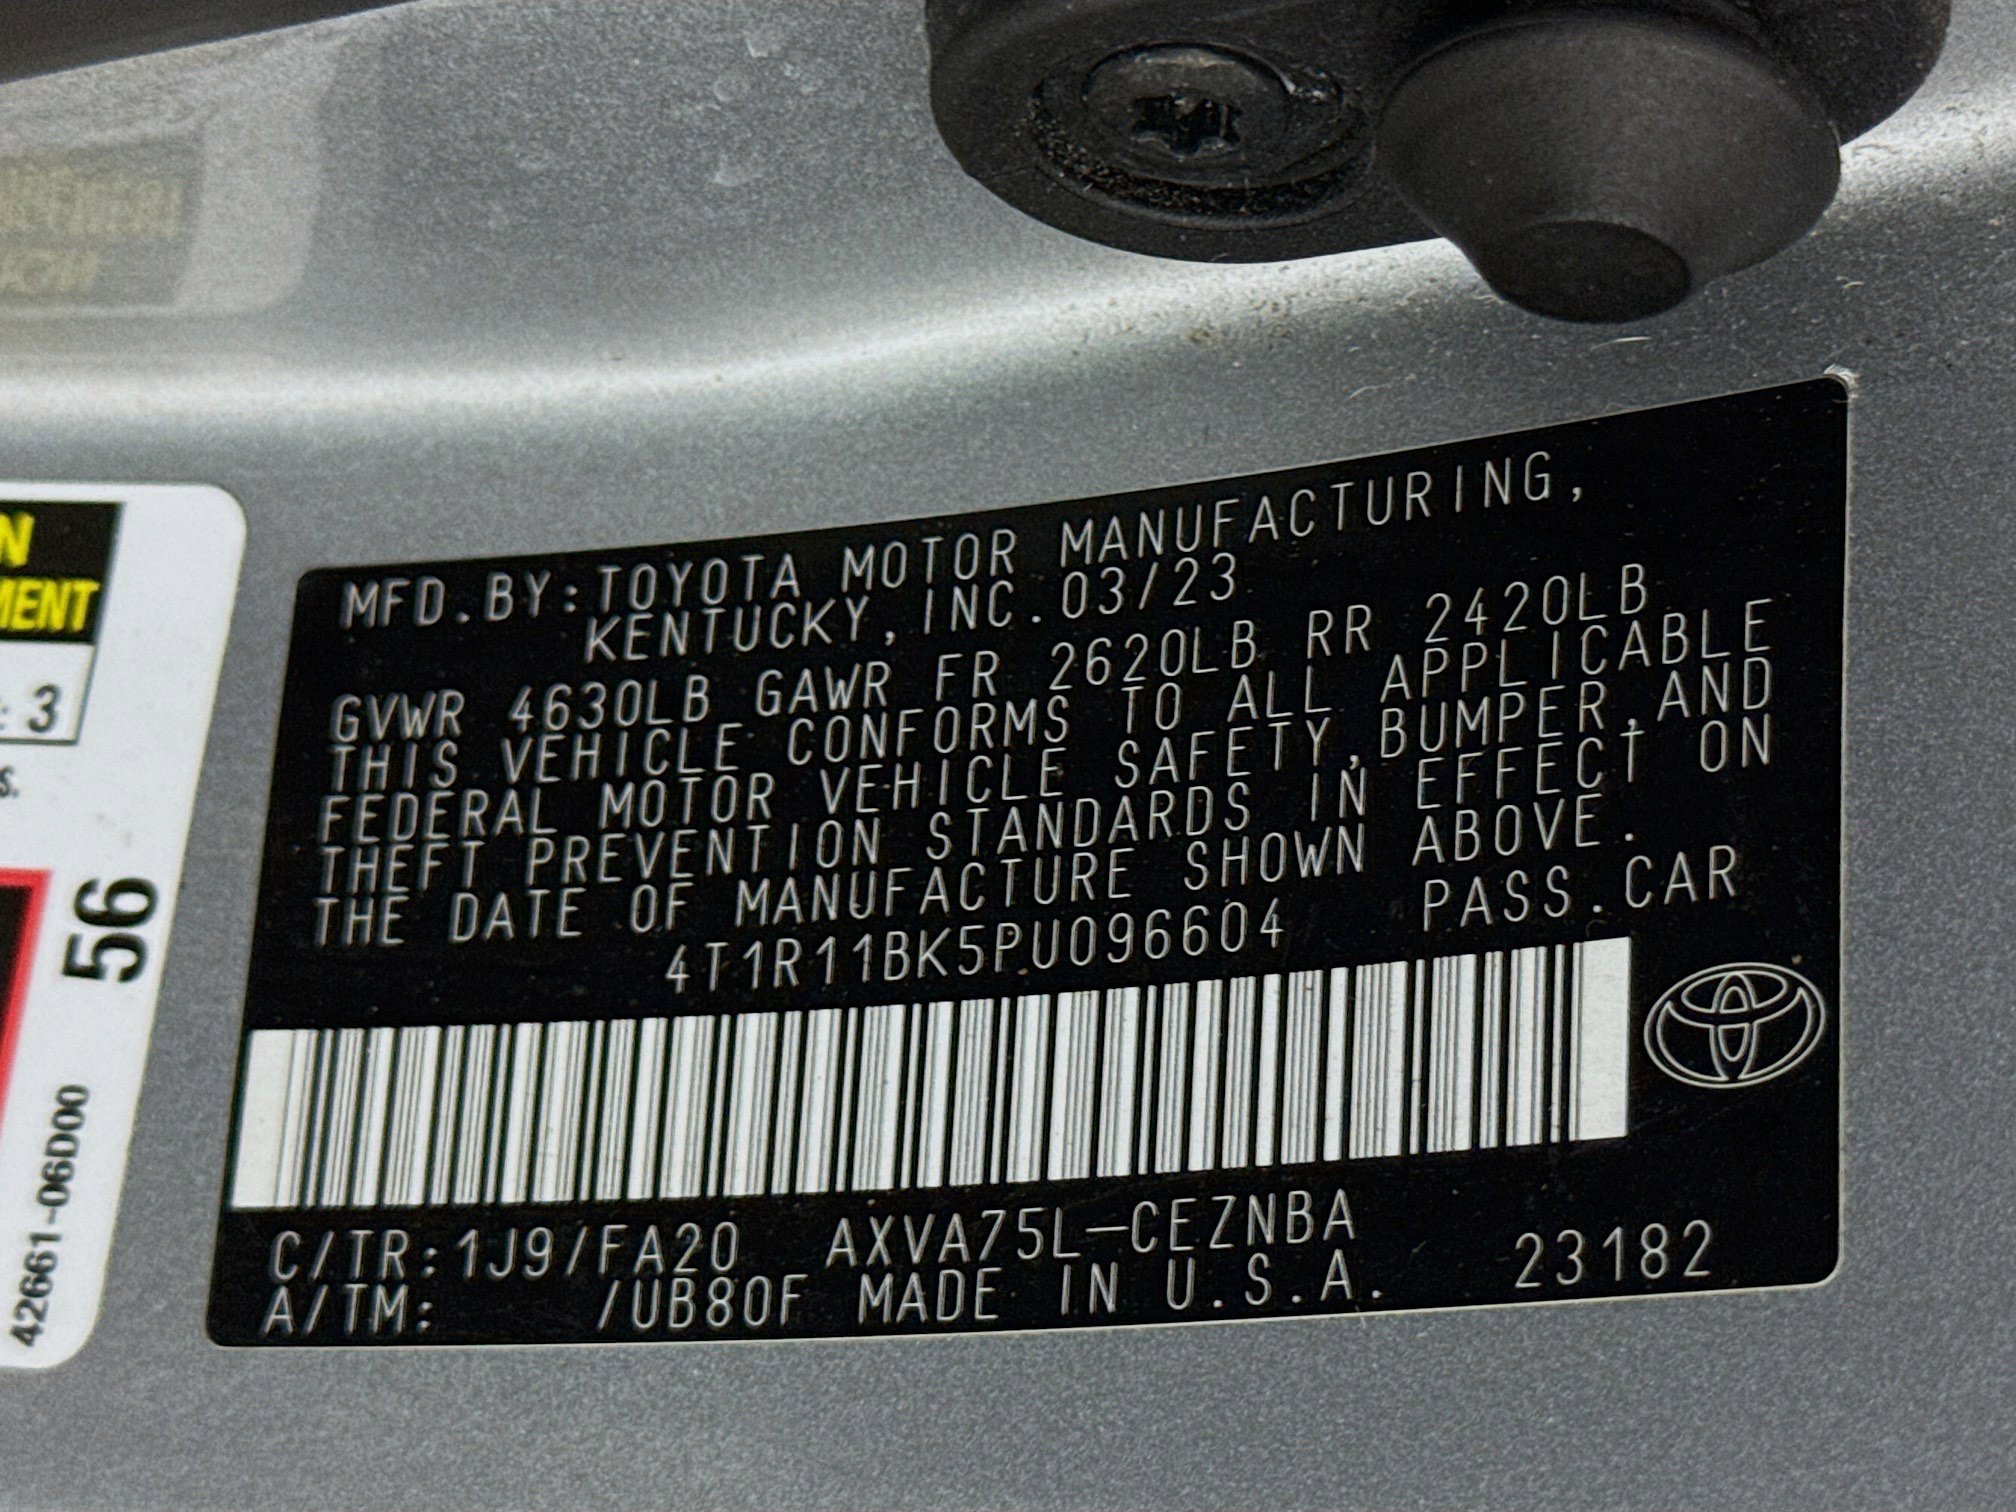 N
MENT
: 3
s.
56
42661-06D00
MFD.BY:TOYOTA MOTOR MANUFACTURING,
KENTUCKY, INC.03/23
GVWR 4630LB GAWR FR 2620LB RR 2420LB
THIS VEHICLE CONFORMS TO ALL APPLICABLE
FEDERAL MOTOR VEHICLE SAFETY,BUMPER,AND
THEFT PREVENTION STANDARDS IN EFFECT ON
THE DATE OF MANUFACTURE SHOWN ABOVE.
4T1R11BK5PU096604 PASS.CAR
C/TR:1J9/FA20 AXVA75L-CEZNBA
A/TM: /UB80F MADE IN U.S.A. 23182